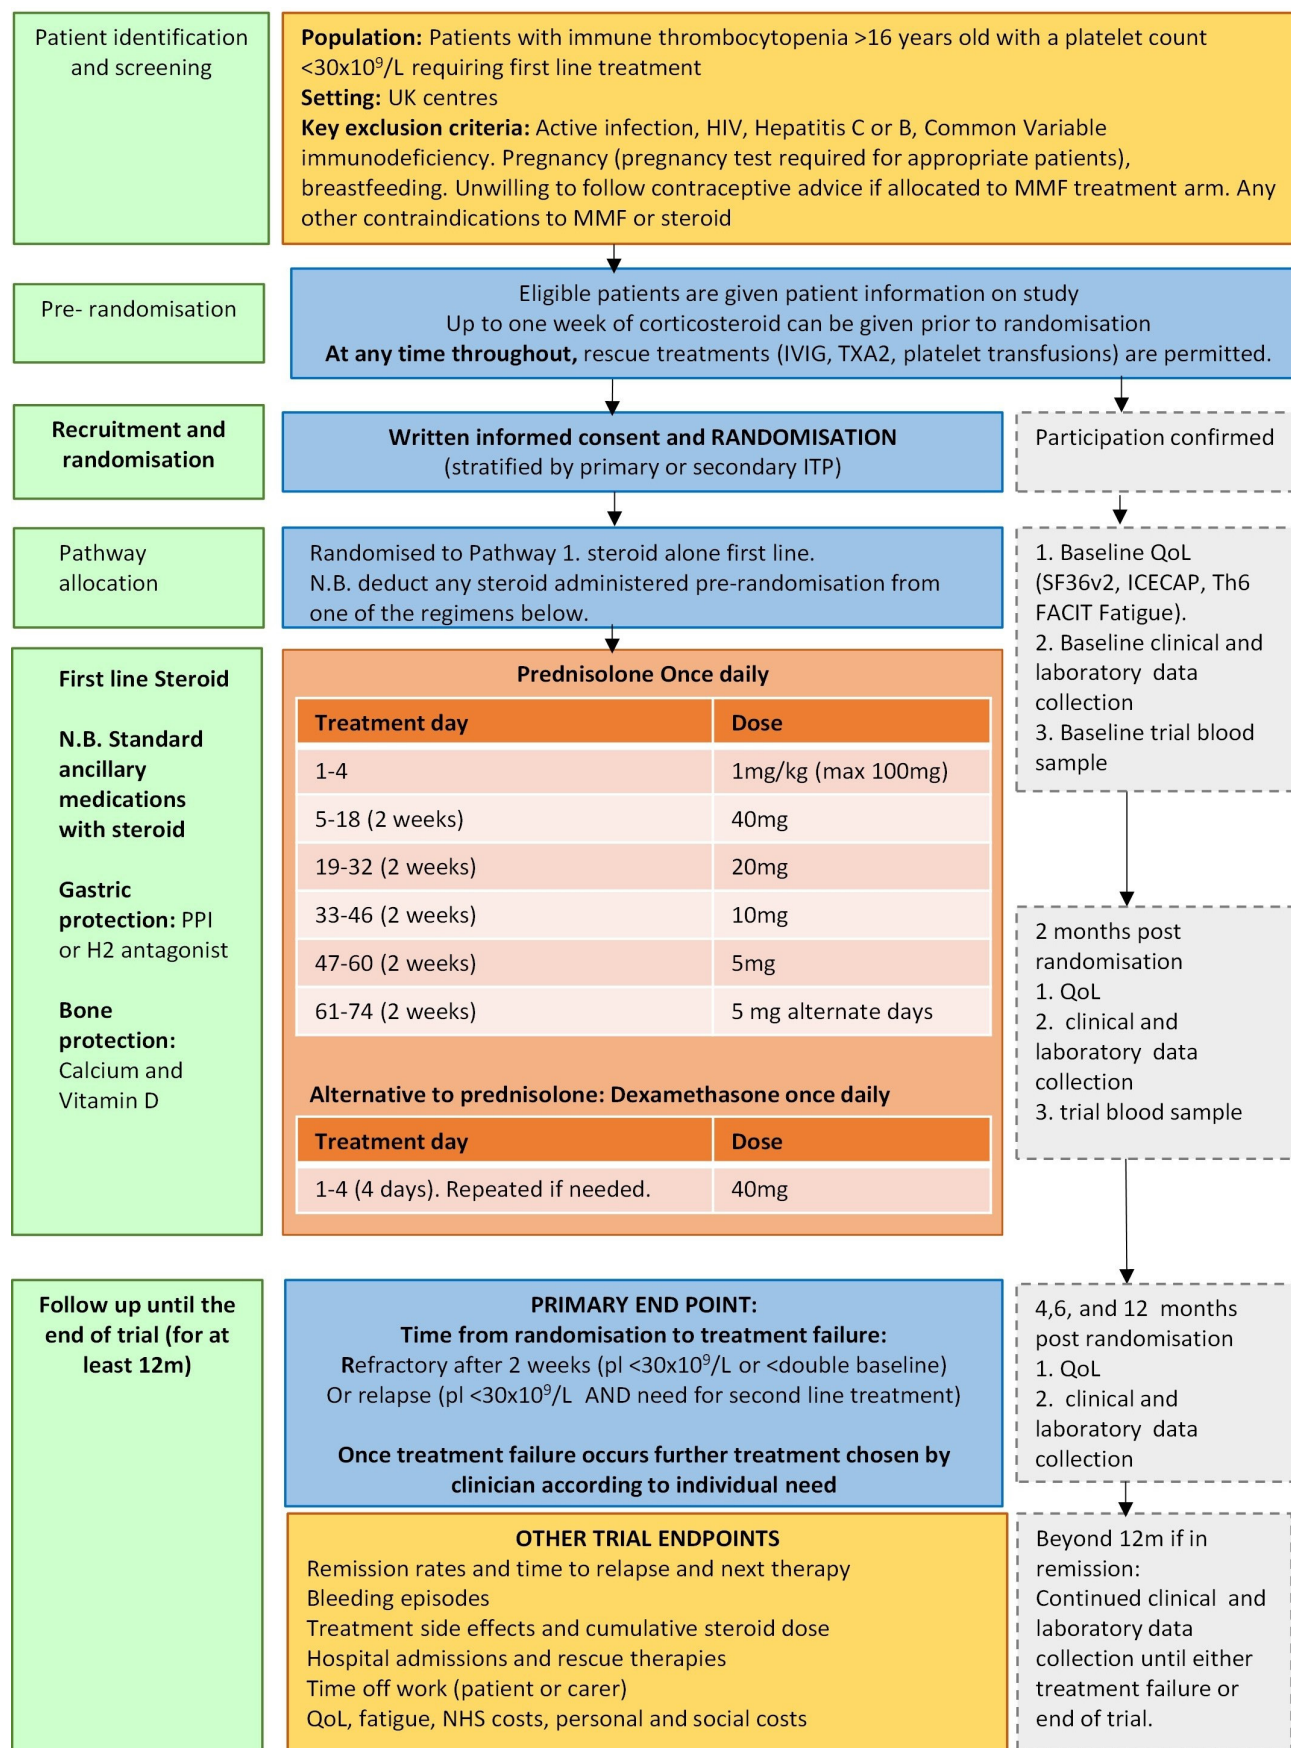 Patient identification
and screening
Population: Patients with immune thrombocytopenia >16 years old with a platelet count
<30x10⁹/L requiring first line treatment
Setting: UK centres
Key exclusion criteria: Active infection, HIV, Hepatitis C or B, Common Variable
immunodeficiency. Pregnancy (pregnancy test required for appropriate patients),
breastfeeding. Unwilling to follow contraceptive advice if allocated to MMF treatment arm. Any
other contraindications to MMF or steroid
Pre- randomisation
Eligible patients are given patient information on study
Up to one week of corticosteroid can be given prior to randomisation
At any time throughout, rescue treatments (IVIG, TXA2, platelet transfusions) are permitted.
Recruitment and
randomisation
Written informed consent and RANDOMISATION
(stratified by primary or secondary ITP)
Participation confirmed
Pathway
allocation
Randomised to Pathway 1. steroid alone first line.
N.B. deduct any steroid administered pre-randomisation from
one of the regimens below.
1. Baseline QoL
(SF36v2, ICECAP, Th6
FACIT Fatigue).
2. Baseline clinical and
laboratory data
collection
3. Baseline trial blood
sample
First line Steroid
N.B. Standard
ancillary
medications
with steroid
Gastric
protection: PPI
or H2 antagonist
Bone
protection:
Calcium and
Vitamin D
Prednisolone Once daily
Treatment day Dose
1-4 1mg/kg (max 100mg)
5-18 (2 weeks) 40mg
19-32 (2 weeks) 20mg
33-46 (2 weeks) 10mg
47-60 (2 weeks) 5mg
61-74 (2 weeks) 5 mg alternate days
Alternative to prednisolone: Dexamethasone once daily
Treatment day Dose
1-4 (4 days). Repeated if needed. 40mg
2 months post
randomisation
1. QoL
2. clinical and
laboratory data
collection
3. trial blood sample
Follow up until the
end of trial (for at
least 12m)
PRIMARY END POINT:
Time from randomisation to treatment failure:
Refractory after 2 weeks (pl <30x10⁹/L or <double baseline)
Or relapse (pl <30x10⁹/L AND need for second line treatment)
Once treatment failure occurs further treatment chosen by
clinician according to individual need
4,6, and 12 months
post randomisation
1. QoL
2. clinical and
laboratory data
collection
OTHER TRIAL ENDPOINTS
Remission rates and time to relapse and next therapy
Bleeding episodes
Treatment side effects and cumulative steroid dose
Hospital admissions and rescue therapies
Time off work (patient or carer)
QoL, fatigue, NHS costs, personal and social costs
Beyond 12m if in
remission:
Continued clinical and
laboratory data
collection until either
treatment failure or
end of trial.